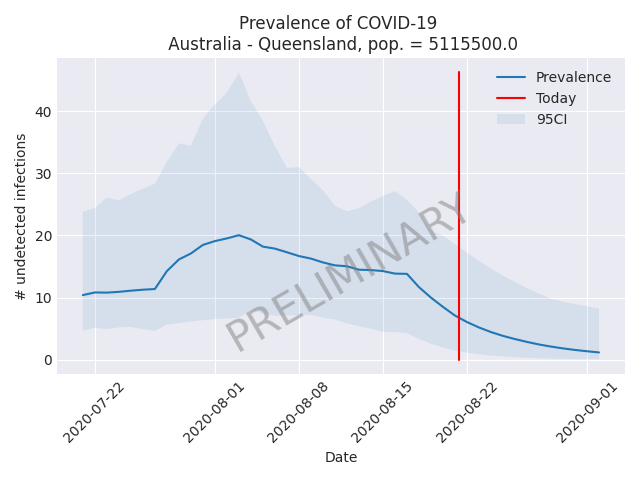 Prevalence of COVID-19
Australia - Queensland, pop. = 5115500.0
Prevalence
Today
95CI
# undetected infections
40
30
20
10
0
PRELIMINARY
2020-07-22
2020-08-01
2020-08-08
2020-08-15
2020-08-22
2020-09-01
Date